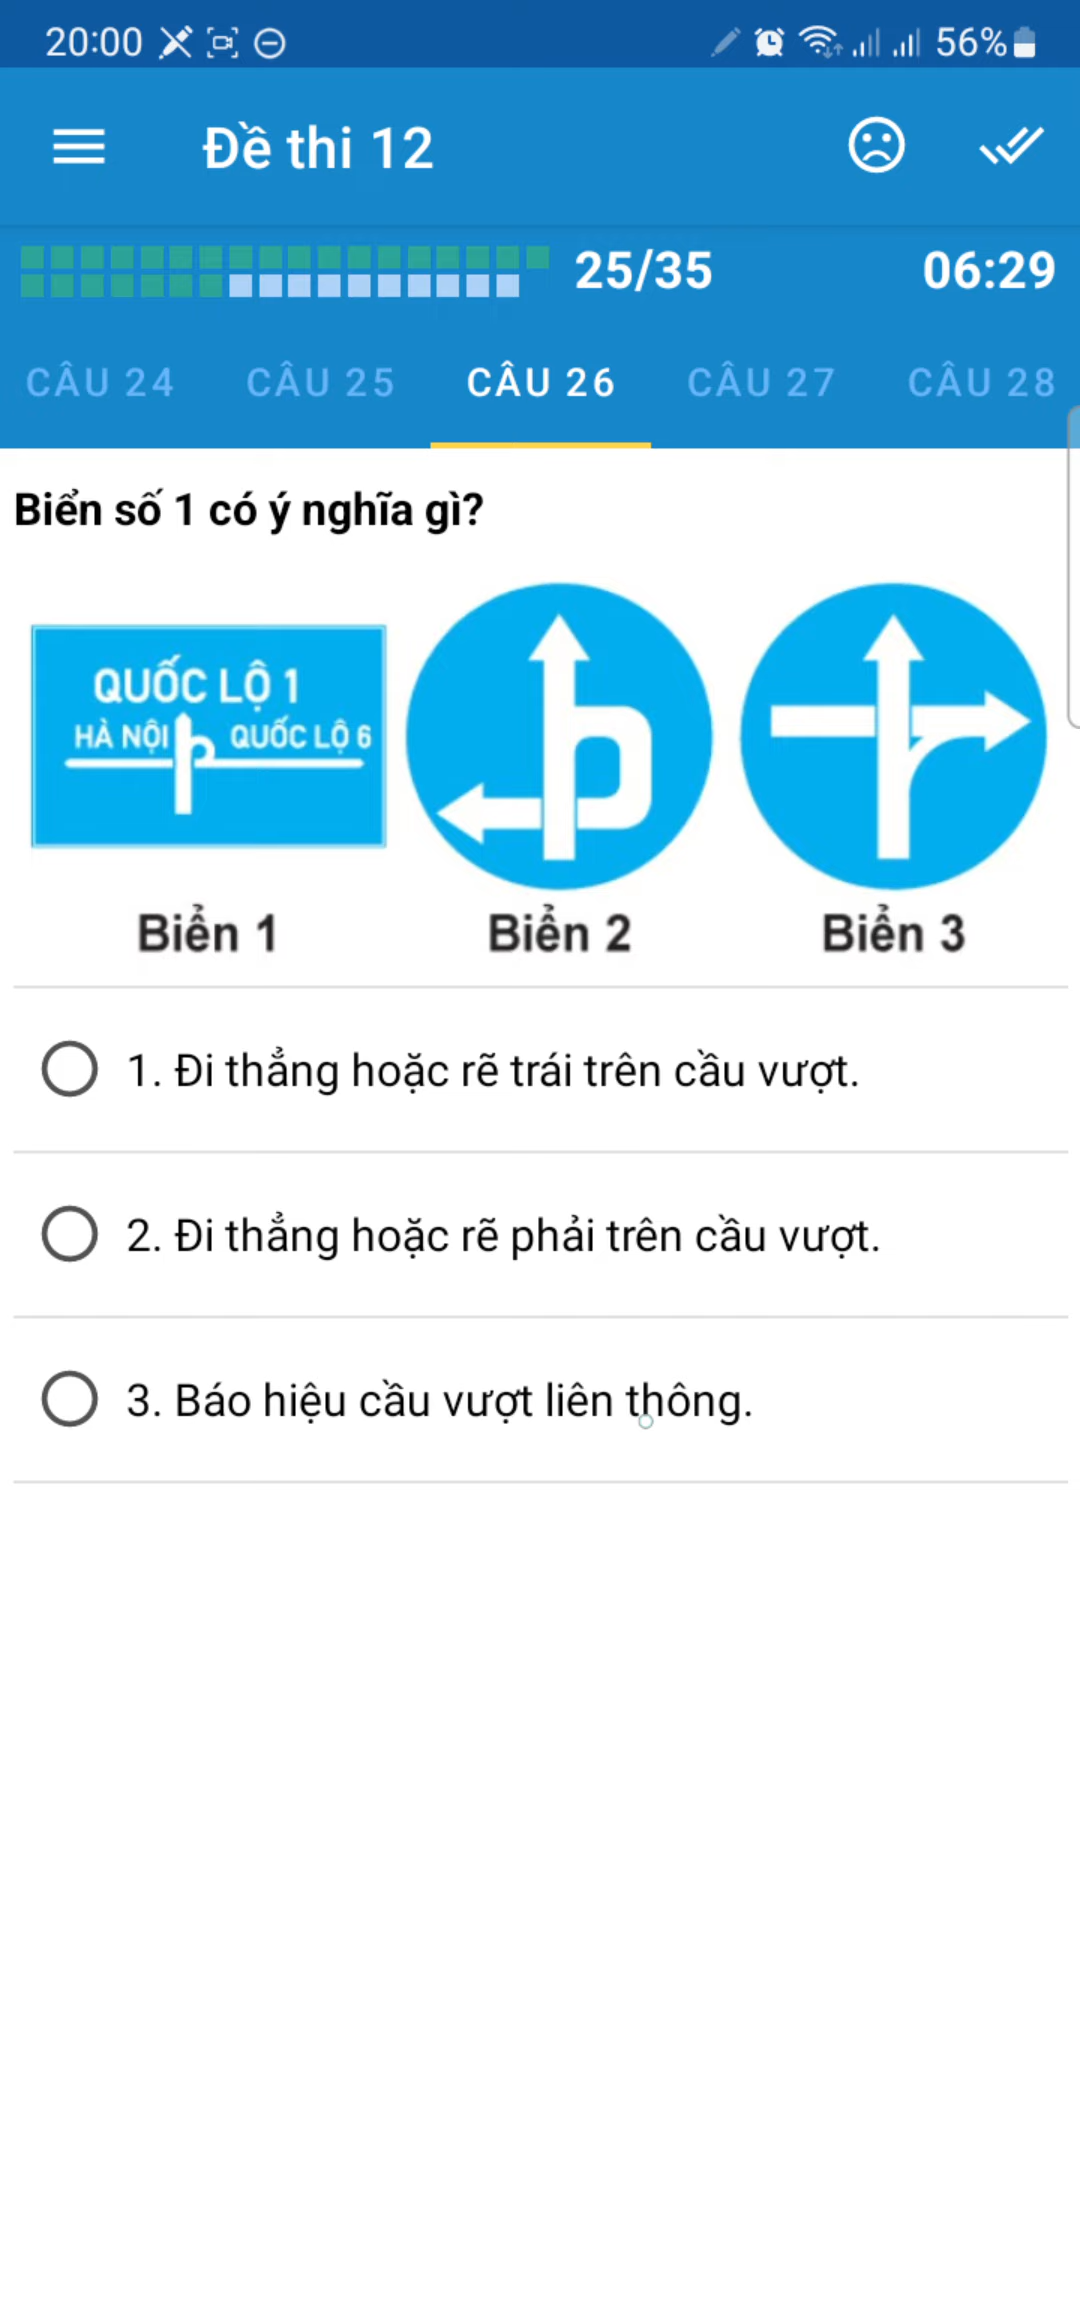 20:00 56%
Đề thi 12
25/35 06:29
CÂU 24 CÂU 25 CÂU 26 CÂU 27 CÂU 28
Biển số 1 có ý nghĩa gì?
QUỐC LỘ 1
HÀ NỘI QUỐC LỘ 6
Biển 1 Biển 2 Biển 3
1. Đi thẳng hoặc rẽ trái trên cầu vượt.
2. Đi thẳng hoặc rẽ phải trên cầu vượt.
3. Báo hiệu cầu vượt liên thông.